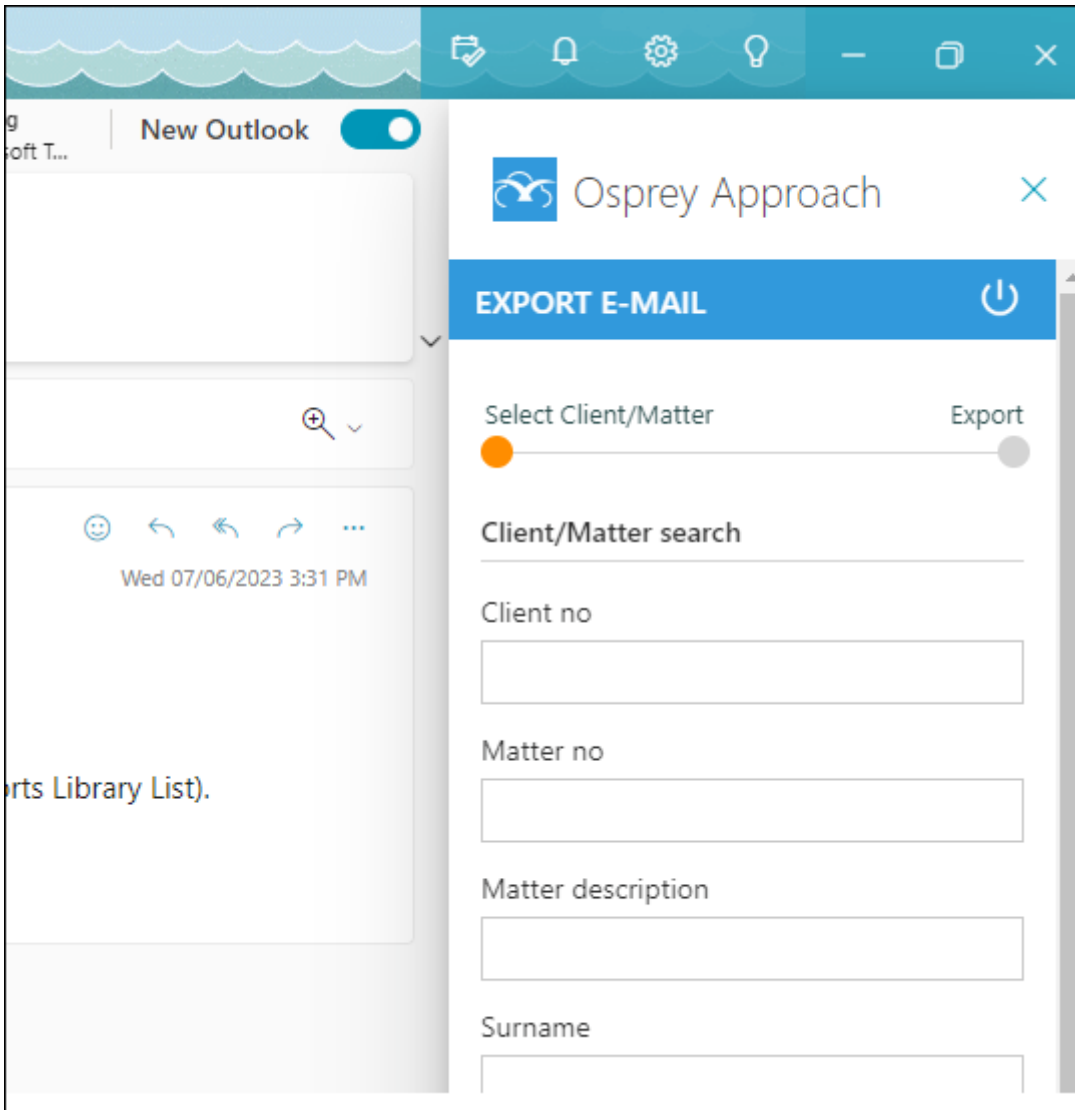 g
soft T...
New Outlook
Osprey Approach
EXPORT E-MAIL
Select Client/Matter
Export
Client/Matter search
Wed 07/06/2023 3:31 PM
Client no
Matter no
rts Library List).
Matter description
Surname